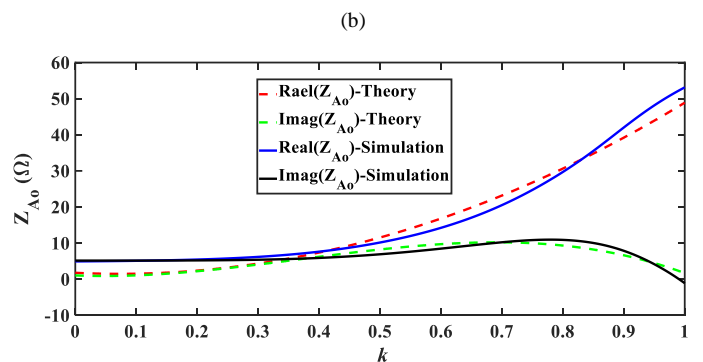 (b)
60
50
40
30
20
10
0
-10
Z_Ao (Ω)
Rael(Z_Ao)-Theory
Imag(Z_Ao)-Theory
Real(Z_Ao)-Simulation
Imag(Z_Ao)-Simulation
0 0.1 0.2 0.3 0.4 0.5 0.6 0.7 0.8 0.9 1
k